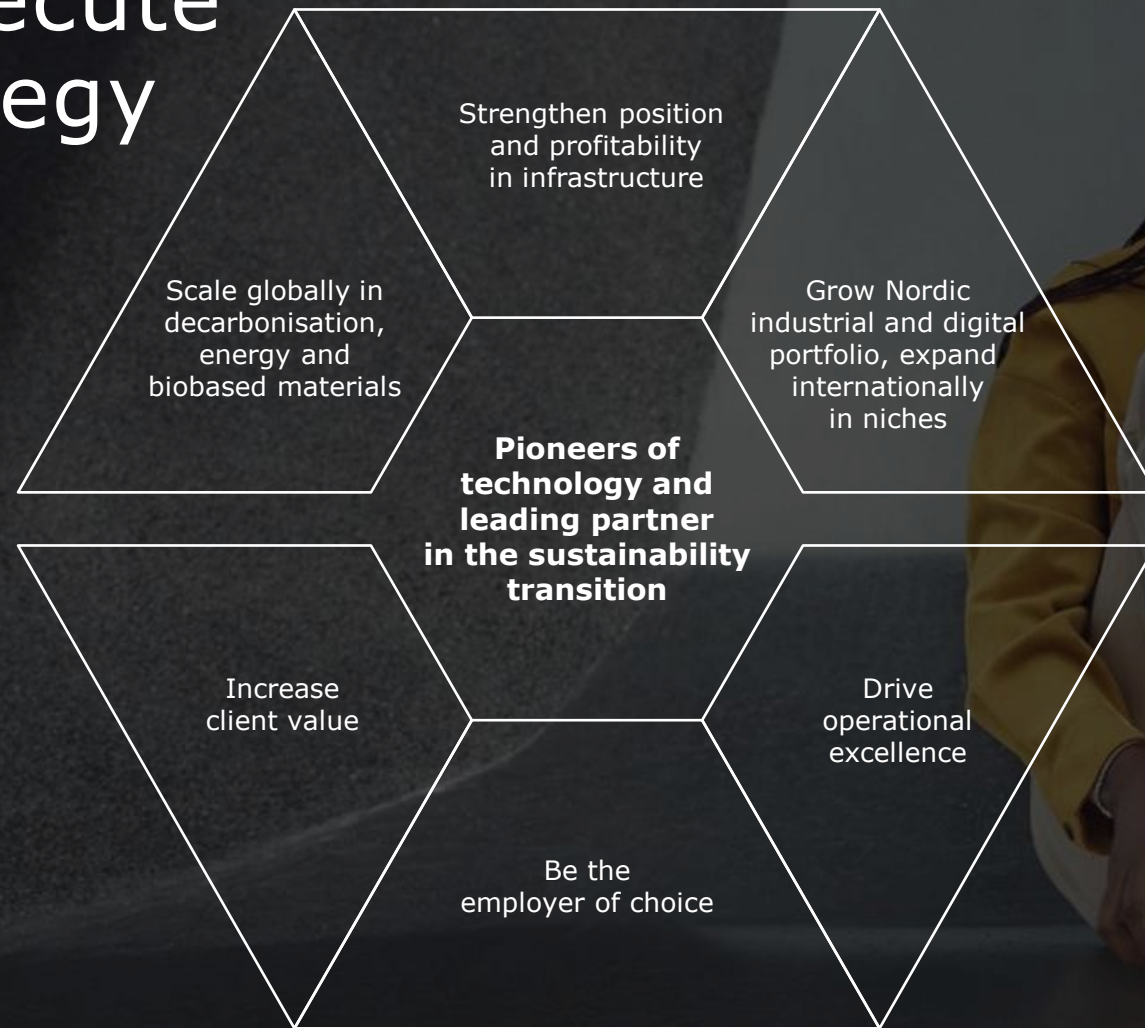 ecute
egy
Strengthen position
and profitability
in infrastructure
Scale globally in
decarbonisation,
energy and
biobased materials
Grow Nordic
industrial and digital
portfolio, expand
internationally
in niches
Pioneers of
technology and
leading partner
in the sustainability
transition
Increase
client value
Drive
operational
excellence
Be the
employer of choice